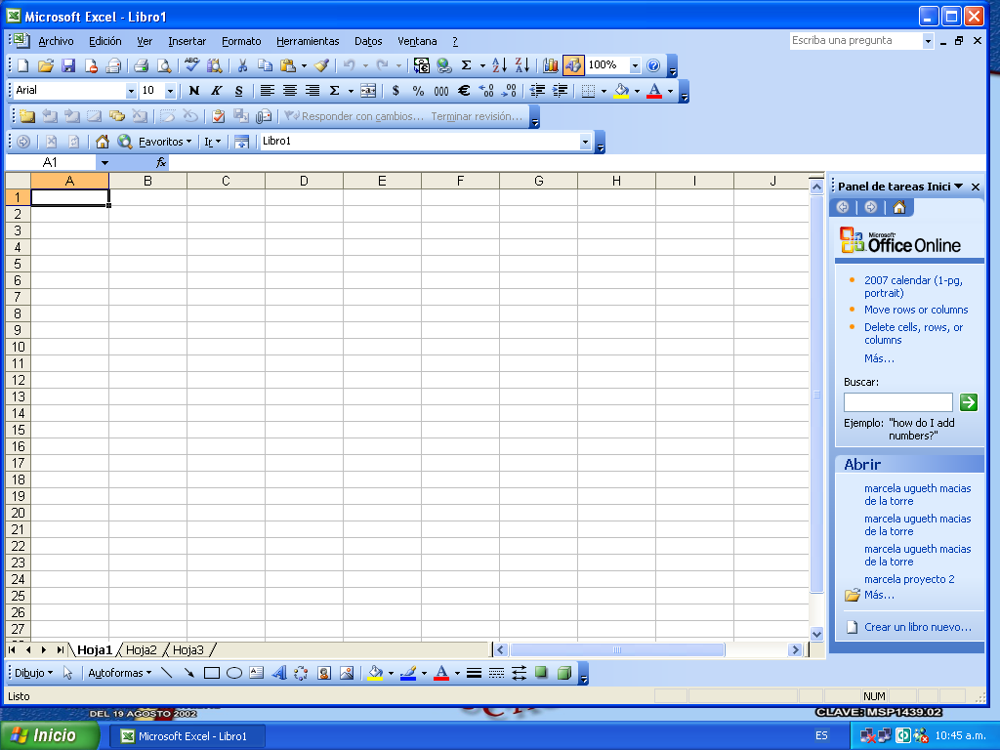 Microsoft Excel - Libro1
Archivo Edición Ver Insertar Formato Herramientas Datos Ventana ? Escriba una pregunta
100%
Arial 10 N K S $ % 000 €
Responder con cambios... Terminar revisión...
Favoritos Ir Libro1
A1 fx
A B C D E F G H I J
1
2
3
4
5
6
7
8
9
10
11
12
13
14
15
16
17
18
19
20
21
22
23
24
25
26
27
Panel de tareas Inici
Microsoft
Office Online
2007 calendar (1-pg,
portrait)
Move rows or columns
Delete cells, rows, or
columns
Más...
Buscar:
Ejemplo: "how do I add
numbers?"
Abrir
marcela ugueth macias
de la torre
marcela ugueth macias
de la torre
marcela ugueth macias
de la torre
marcela proyecto 2
Más...
Crear un libro nuevo...
Hoja1 Hoja2 Hoja3
Dibujo Autoformas
Listo NUM
DEL 19 AGOSTO 2002 CLAVE: MSP1439.02
Inicio Microsoft Excel - Libro1 ES 10:45 a.m.